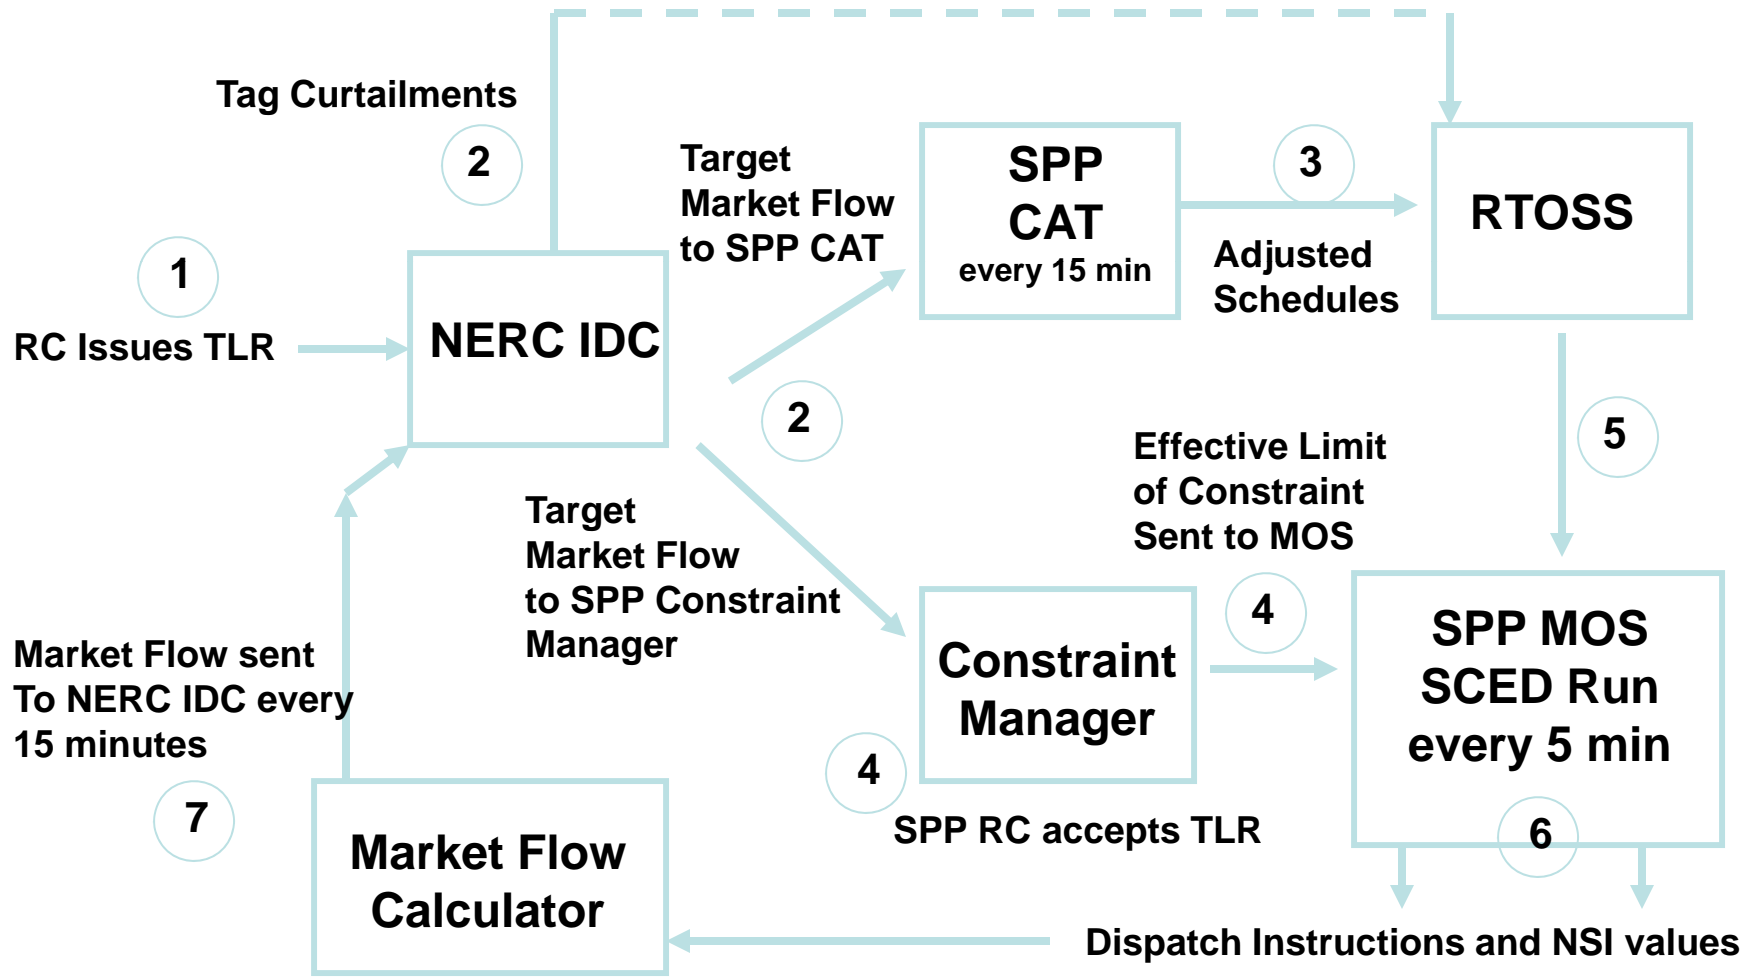 Tag Curtailments
2
Target
Market Flow
to SPP CAT
SPP
CAT
every 15 min
3
Adjusted
Schedules
RTOSS
1
RC Issues TLR
NERC IDC
2
5
Effective Limit
of Constraint
Sent to MOS
4
Target
Market Flow
to SPP Constraint
Manager
Constraint
Manager
4
SPP RC accepts TLR
SPP MOS
SCED Run
every 5 min
6
Market Flow sent
To NERC IDC every
15 minutes
7
Market Flow
Calculator
Dispatch Instructions and NSI values